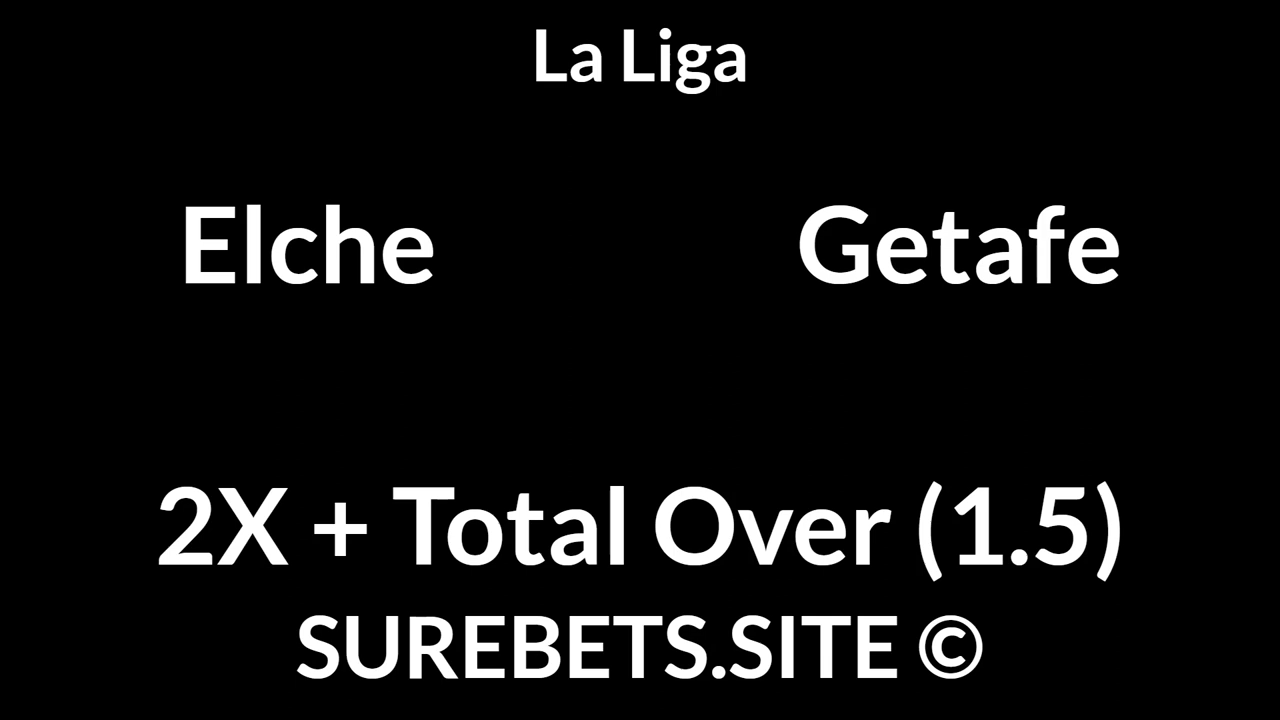 La Liga
Elche Getafe
2X + Total Over (1.5)
SUREBETS.SITE ©